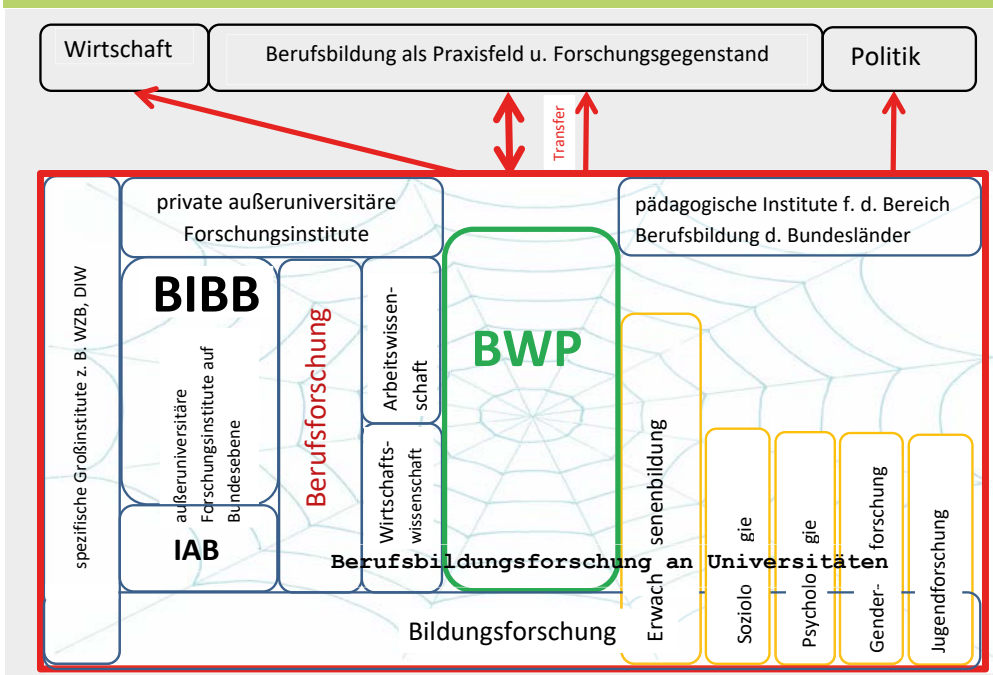 Wirtschaft
Berufsbildung als Praxisfeld u. Forschungsgegenstand
Politik
Transfer
spezifische Großinstitute z. B. WZB, DIW
private außeruniversitäre
Forschungsinstitute
pädagogische Institute f. d. Bereich
Berufsbildung d. Bundesländer
BIBB
außeruniversitäre
Forschungsinstitute auf
Bundesebene
IAB
Berufsforschung
Arbeitswissen-
schaft
Wirtschafts-
wissenschaft
BWP
Erwach senenbildung
Soziolo gie
Psycholo gie
Gender- forschung
Jugendforschung
Berufsbildungsforschung an Universitäten
Bildungsforschung